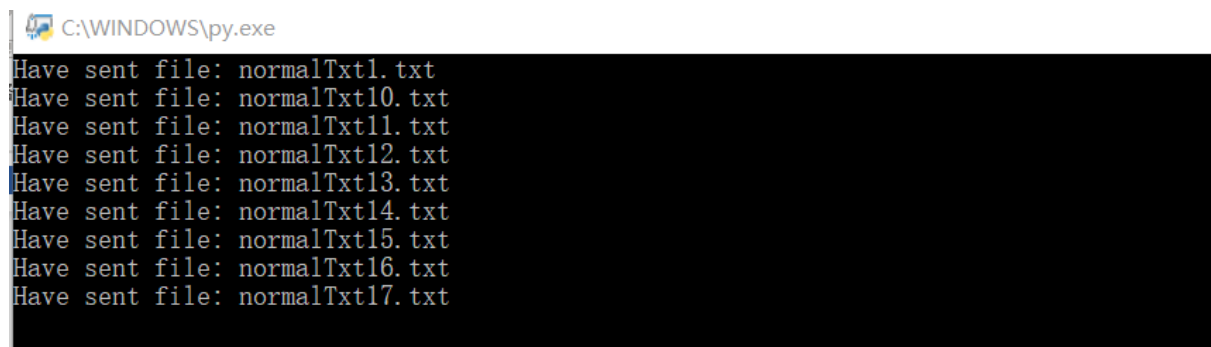 C:\WINDOWS\py.exe
Have sent file: normalTxt1.txt
Have sent file: normalTxt10.txt
Have sent file: normalTxt11.txt
Have sent file: normalTxt12.txt
Have sent file: normalTxt13.txt
Have sent file: normalTxt14.txt
Have sent file: normalTxt15.txt
Have sent file: normalTxt16.txt
Have sent file: normalTxt17.txt